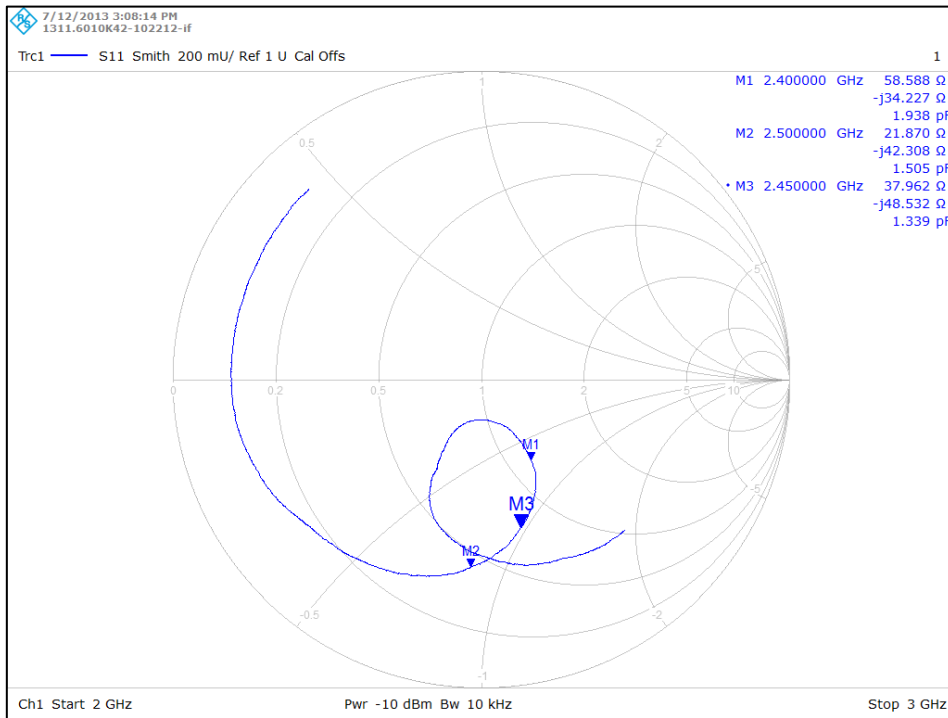 7/12/2013 3:08:14 PM
1311.6010K42-102212-if
Trc1 S11 Smith 200 mU/ Ref 1 U Cal Offs 1
M1 2.400000 GHz 58.588 Ω
-j34.227 Ω
1.938 pF
M2 2.500000 GHz 21.870 Ω
-j42.308 Ω
1.505 pF
• M3 2.450000 GHz 37.962 Ω
-j48.532 Ω
1.339 pF
1
0.5 2
5
0 0.2 0.5 1 2 5 10
M1
-5
M3
M2
-0.5 -2
-1
Ch1 Start 2 GHz Pwr -10 dBm Bw 10 kHz Stop 3 GHz